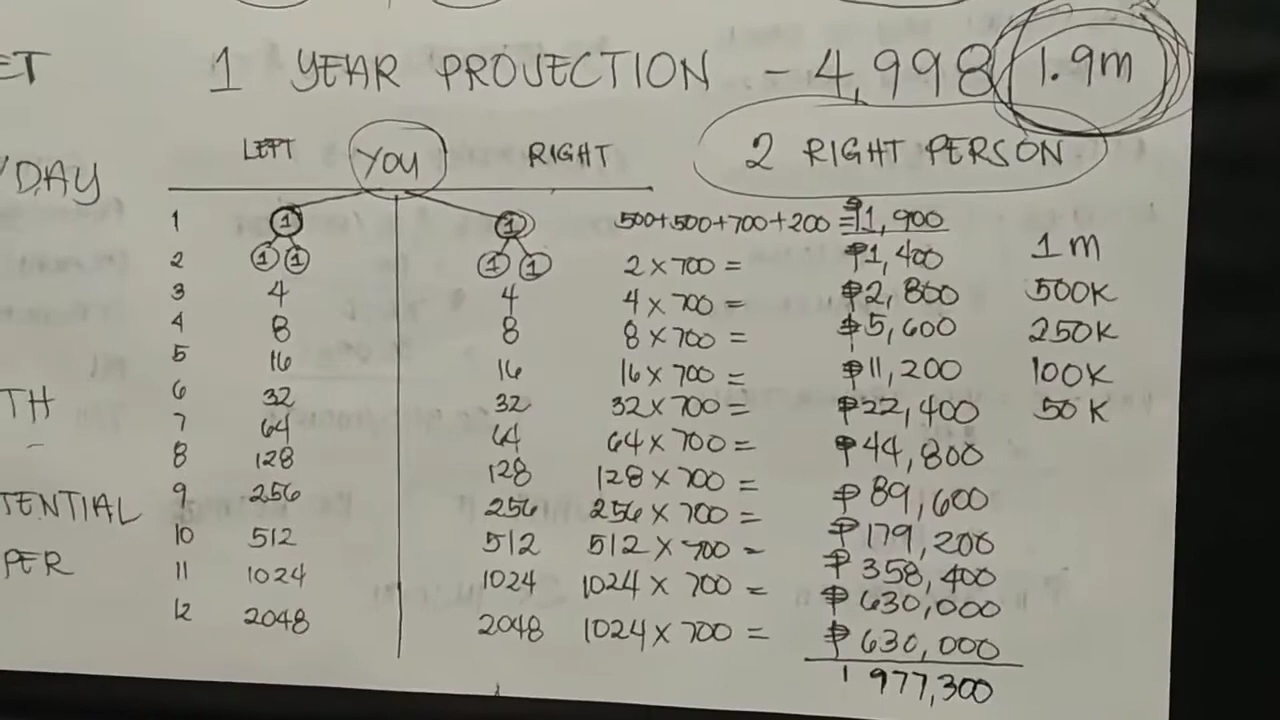 ET 1 YEAR PROJECTION - 4,998 1.9m
/DAY LEFT YOU RIGHT 2 RIGHT PERSON
1 1 1 500+500+700+200 = ₱1,900
2 1 1 1 1 2 x 700 = ₱1,400 1m
3 4 4 4 x 700 = ₱2,800 500K
4 8 8 8 x 700 = ₱5,600 250K
5 16 16 16 x 700 = ₱11,200 100K
6 32 32 32 x 700 = ₱22,400 50K
7 64 64 64 x 700 = ₱44,800
8 128 128 128 x 700 = ₱89,600
9 256 256 256 x 700 = ₱179,200
10 512 512 512 x 700 = ₱358,400
11 1024 1024 1024 x 700 = ₱630,000
12 2048 2048 1024 x 700 = ₱630,000
1 977,300
TH
TENTIAL
PER